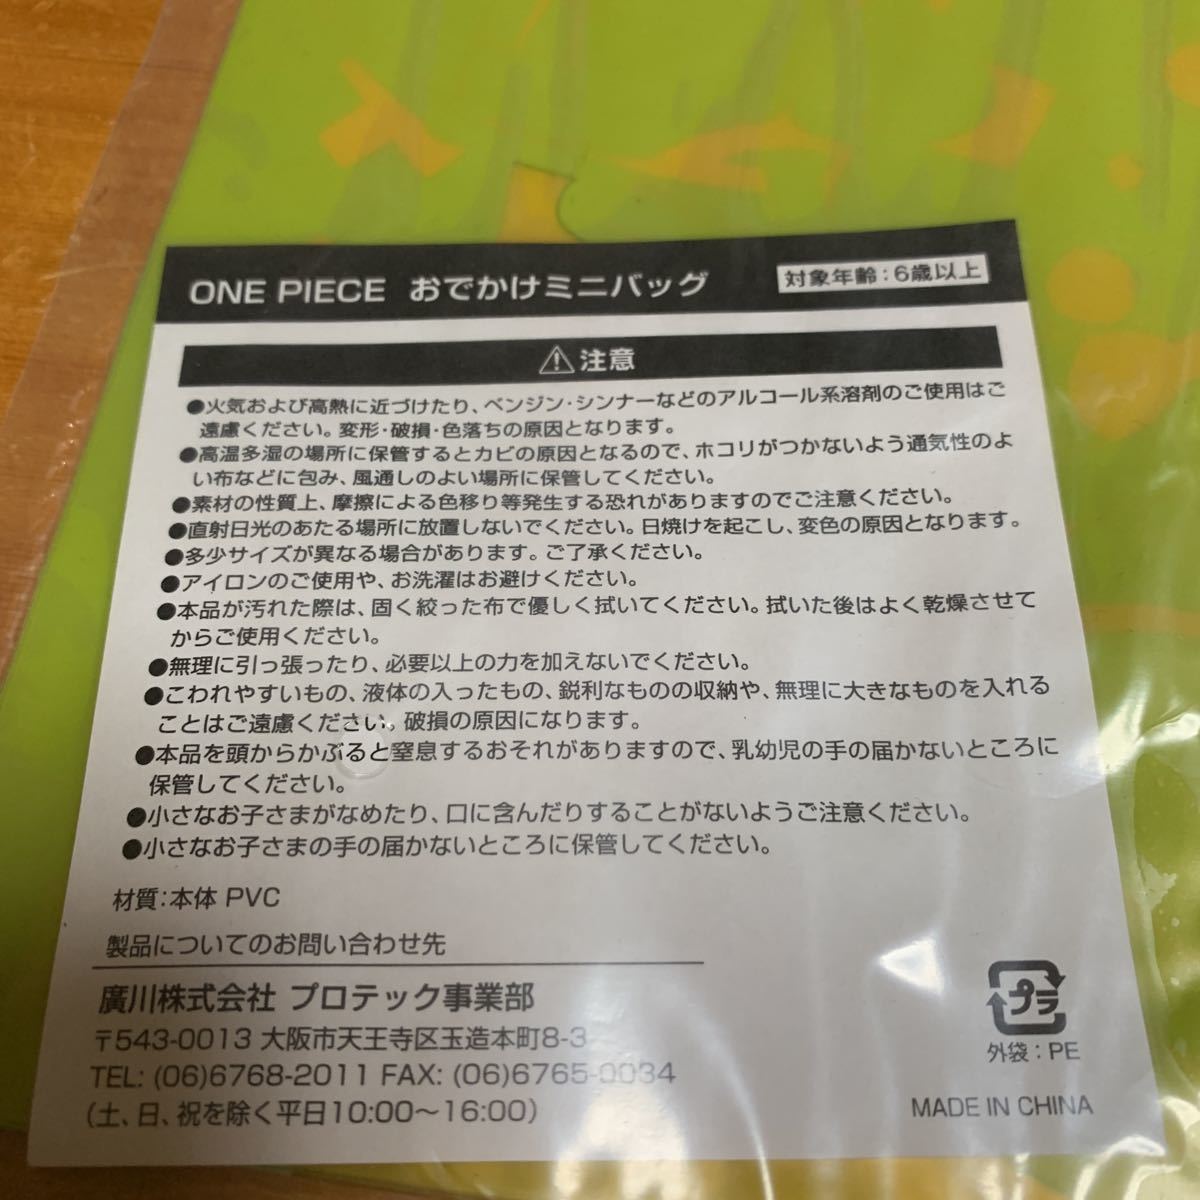 ONE PIECE おでかけミニバッグ
対象年齢：6歳以上
⚠注意
●火気および高熱に近づけたり、ベンジン・シンナーなどのアルコール系溶剤のご使用はご
遠慮ください。変形・破損・色落ちの原因となります。
●高温多湿の場所に保管するとカビの原因となるので、ホコリがつかないよう通気性のよ
い布などに包み、風通しのよい場所に保管してください。
●素材の性質上、摩擦による色移り等発生する恐れがありますのでご注意ください。
●直射日光のあたる場所に放置しないでください。日焼けを起こし、変色の原因となります。
●多少サイズが異なる場合があります。ご了承ください。
●アイロンのご使用や、お洗濯はお避けください。
●本品が汚れた際は、固く絞った布で優しく拭いてください。拭いた後はよく乾燥させて
からご使用ください。
●無理に引っ張ったり、必要以上の力を加えないでください。
●こわれやすいもの、液体の入ったもの、鋭利なものの収納や、無理に大きなものを入れる
ことはご遠慮ください。破損の原因になります。
●本品を頭からかぶると窒息するおそれがありますので、乳幼児の手の届かないところに
保管してください。
●小さなお子さまがなめたり、口に含んだりすることがないようご注意ください。
●小さなお子さまの手の届かないところに保管してください。
材質：本体 PVC
製品についてのお問い合わせ先
廣川株式会社 プロテック事業部
〒543-0013 大阪市天王寺区玉造本町8-3
TEL: (06)6768-2011 FAX: (06)6765-0034
（土、日、祝を除く平日10:00〜16:00）
プラ
外袋：PE
MADE IN CHINA